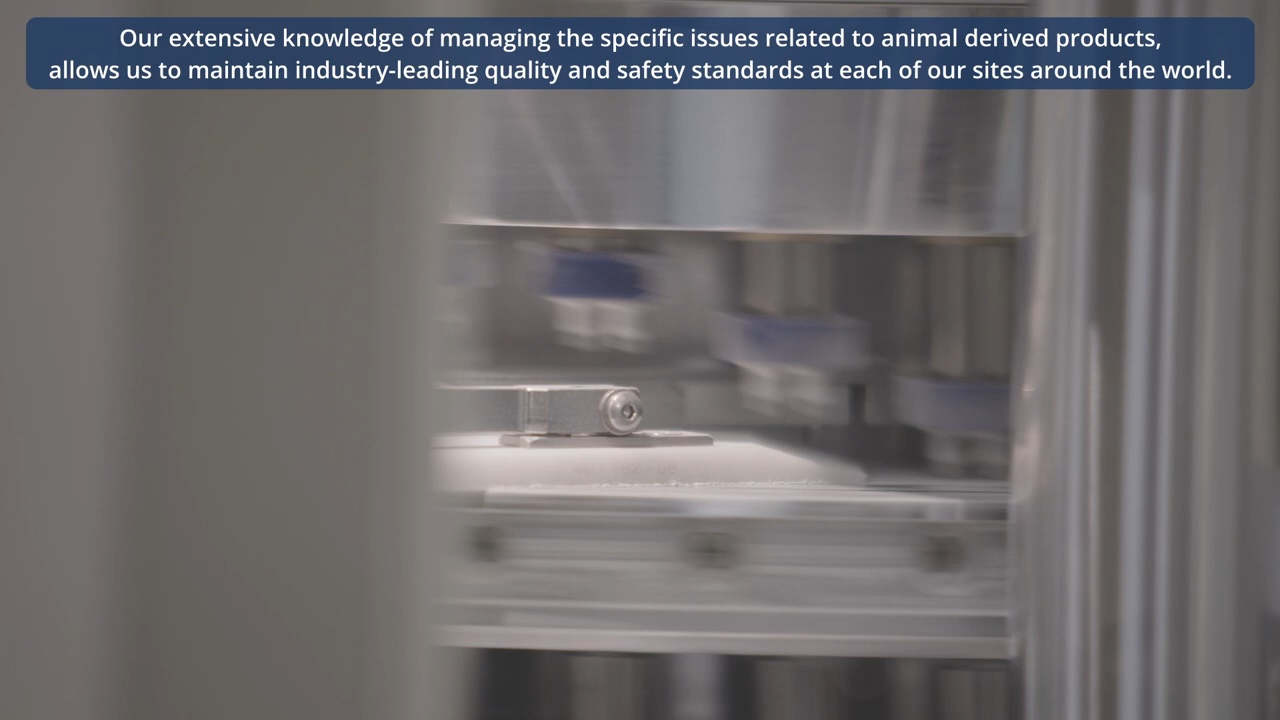 Our extensive knowledge of managing the specific issues related to animal derived products,
allows us to maintain industry-leading quality and safety standards at each of our sites around the world.